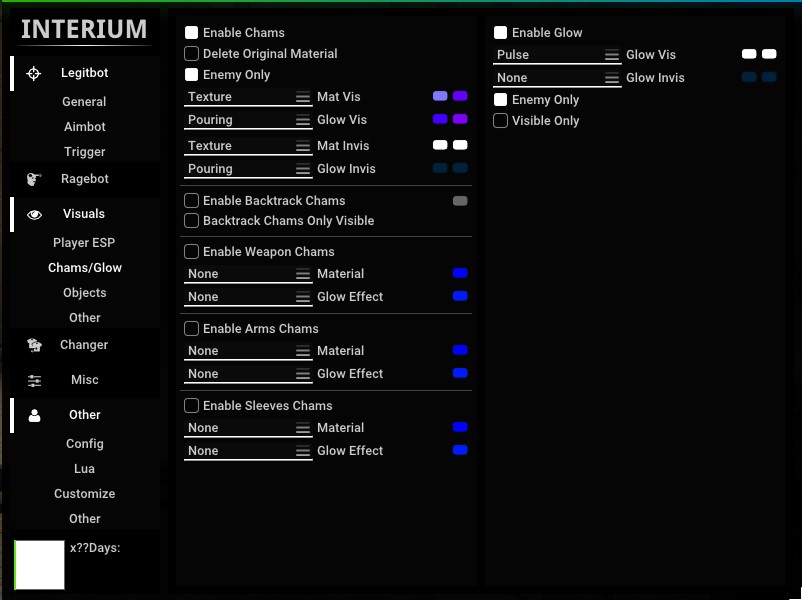 INTERIUM
Legitbot
General
Aimbot
Trigger
Ragebot
Visuals
Player ESP
Chams/Glow
Objects
Other
Changer
Misc
Other
Config
Lua
Customize
Other
x??Days:
Enable Chams
Delete Original Material
Enemy Only
Texture Mat Vis
Pouring Glow Vis
Texture Mat Invis
Pouring Glow Invis
Enable Backtrack Chams
Backtrack Chams Only Visible
Enable Weapon Chams
None Material
None Glow Effect
Enable Arms Chams
None Material
None Glow Effect
Enable Sleeves Chams
None Material
None Glow Effect
Enable Glow
Pulse Glow Vis
None Glow Invis
Enemy Only
Visible Only